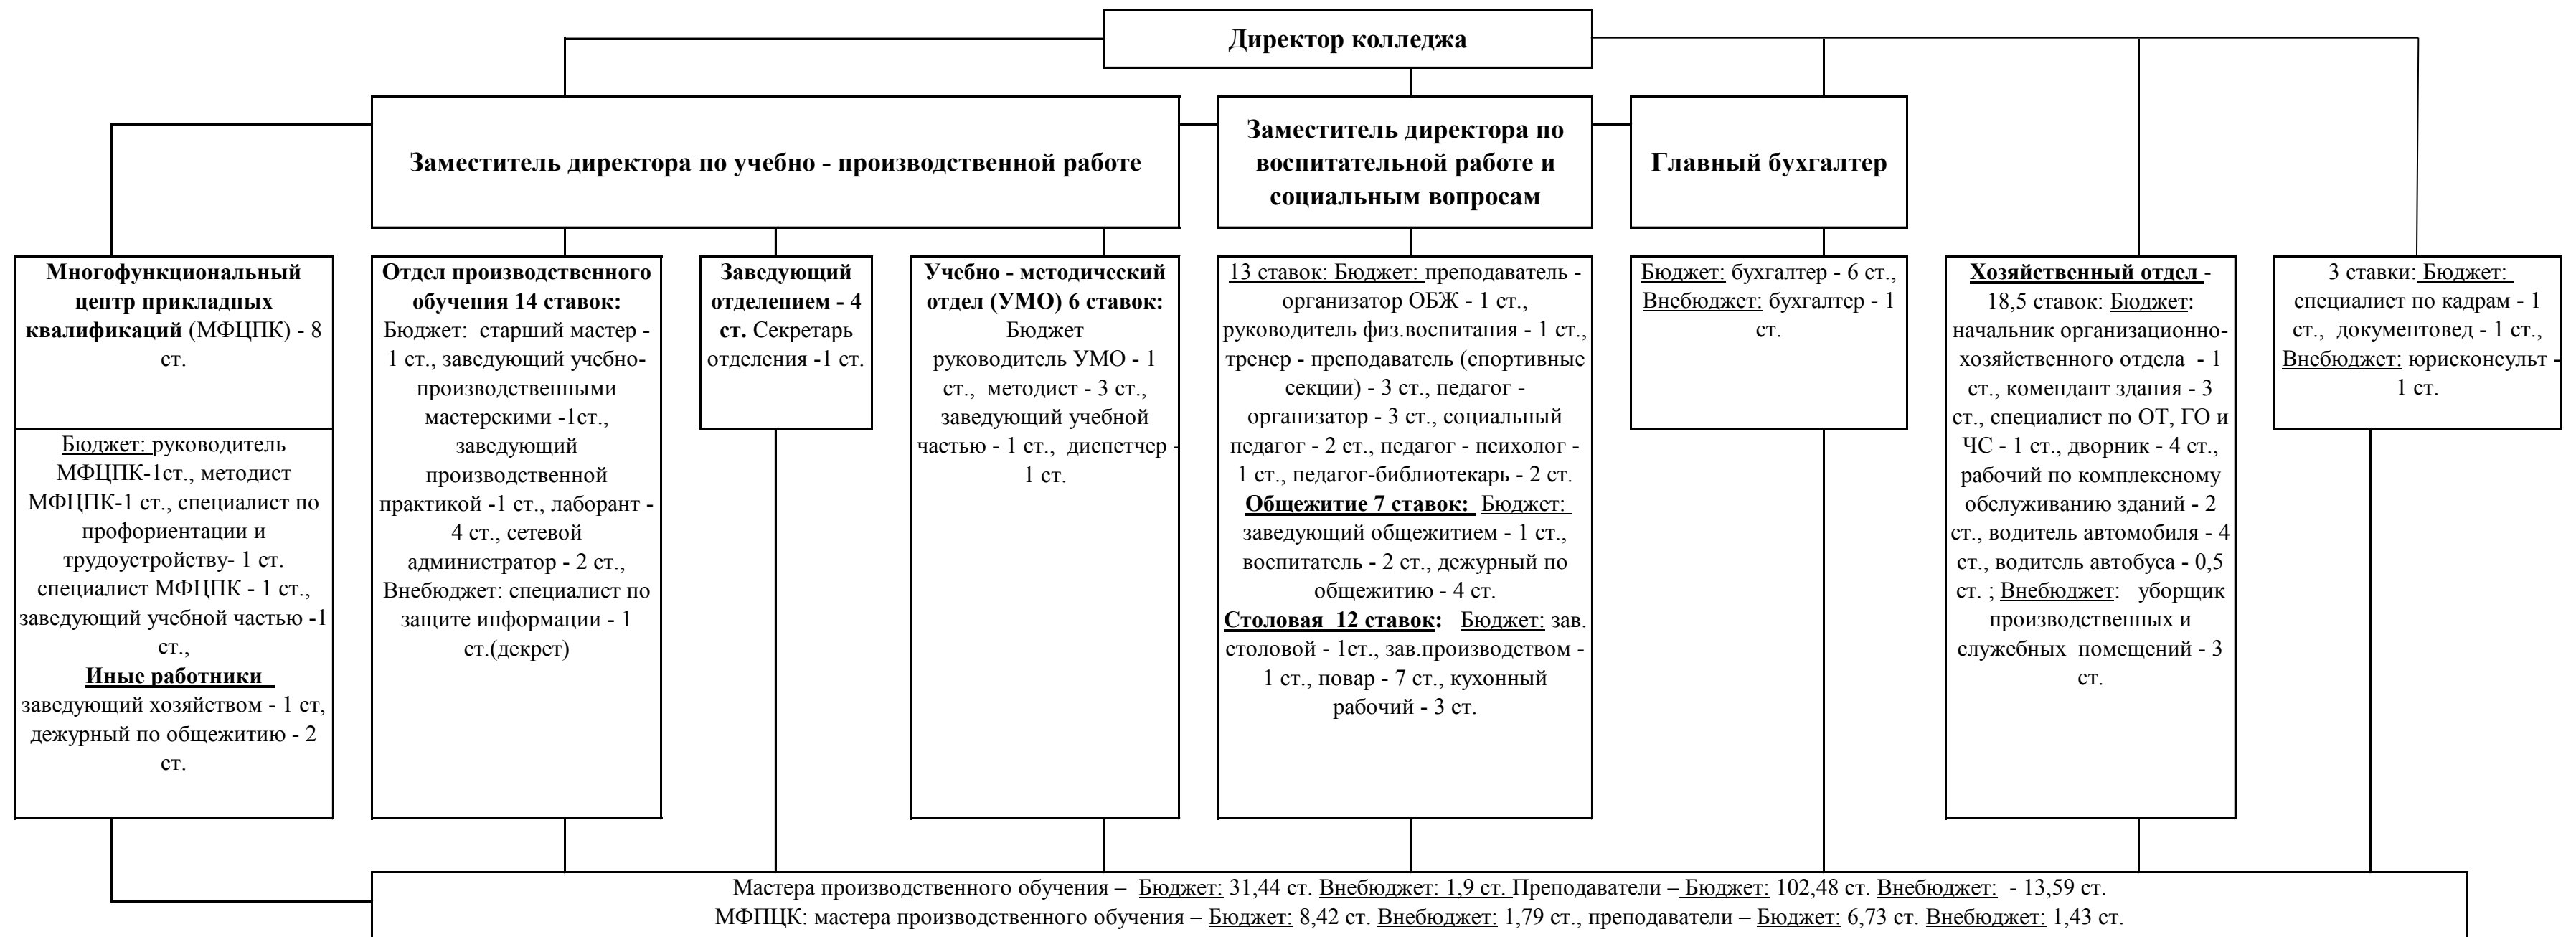 Директор колледжа
Заместитель директора по учебно - производственной работе
Заместитель директора по
воспитательной работе и
социальным вопросам
Главный бухгалтер
Многофункциональный
центр прикладных
квалификаций (МФЦПК) - 8
ст.
Бюджет: руководитель
МФЦПК-1ст., методист
МФЦПК-1 ст., специалист по
профориентации и
трудоустройству- 1 ст.
специалист МФЦПК - 1 ст.,
заведующий учебной частью -1
ст.,
Иные работники
заведующий хозяйством - 1 ст,
дежурный по общежитию - 2
ст.
Отдел производственного
обучения 14 ставок:
Бюджет: старший мастер -
1 ст., заведующий учебно-
производственными
мастерскими -1ст.,
заведующий
производственной
практикой -1 ст., лаборант -
4 ст., сетевой
администратор - 2 ст.,
Внебюджет: специалист по
защите информации - 1
ст.(декрет)
Заведующий
отделением - 4
ст. Секретарь
отделения -1 ст.
Учебно - методический
отдел (УМО) 6 ставок:
Бюджет
руководитель УМО - 1
ст., методист - 3 ст.,
заведующий учебной
частью - 1 ст., диспетчер -
1 ст.
13 ставок: Бюджет: преподаватель -
организатор ОБЖ - 1 ст.,
руководитель физ.воспитания - 1 ст.,
тренер - преподаватель (спортивные
секции) - 3 ст., педагог -
организатор - 3 ст., социальный
педагог - 2 ст., педагог - психолог -
1 ст., педагог-библиотекарь - 2 ст.
Общежитие 7 ставок: Бюджет:
заведующий общежитием - 1 ст.,
воспитатель - 2 ст., дежурный по
общежитию - 4 ст.
Столовая 12 ставок: Бюджет: зав.
столовой - 1ст., зав.производством -
1 ст., повар - 7 ст., кухонный
рабочий - 3 ст.
Бюджет: бухгалтер - 6 ст.,
Внебюджет: бухгалтер - 1
ст.
Хозяйственный отдел -
18,5 ставок: Бюджет:
начальник организационно-
хозяйственного отдела - 1
ст., комендант здания - 3
ст., специалист по ОТ, ГО и
ЧС - 1 ст., дворник - 4 ст.,
рабочий по комплексному
обслуживанию зданий - 2
ст., водитель автомобиля - 4
ст., водитель автобуса - 0,5
ст. ; Внебюджет: уборщик
производственных и
служебных помещений - 3
ст.
3 ставки: Бюджет:
специалист по кадрам - 1
ст., документовед - 1 ст.,
Внебюджет: юрисконсульт -
1 ст.
Мастера производственного обучения – Бюджет: 31,44 ст. Внебюджет: 1,9 ст. Преподаватели – Бюджет: 102,48 ст. Внебюджет: - 13,59 ст.
МФПЦК: мастера производственного обучения – Бюджет: 8,42 ст. Внебюджет: 1,79 ст., преподаватели – Бюджет: 6,73 ст. Внебюджет: 1,43 ст.